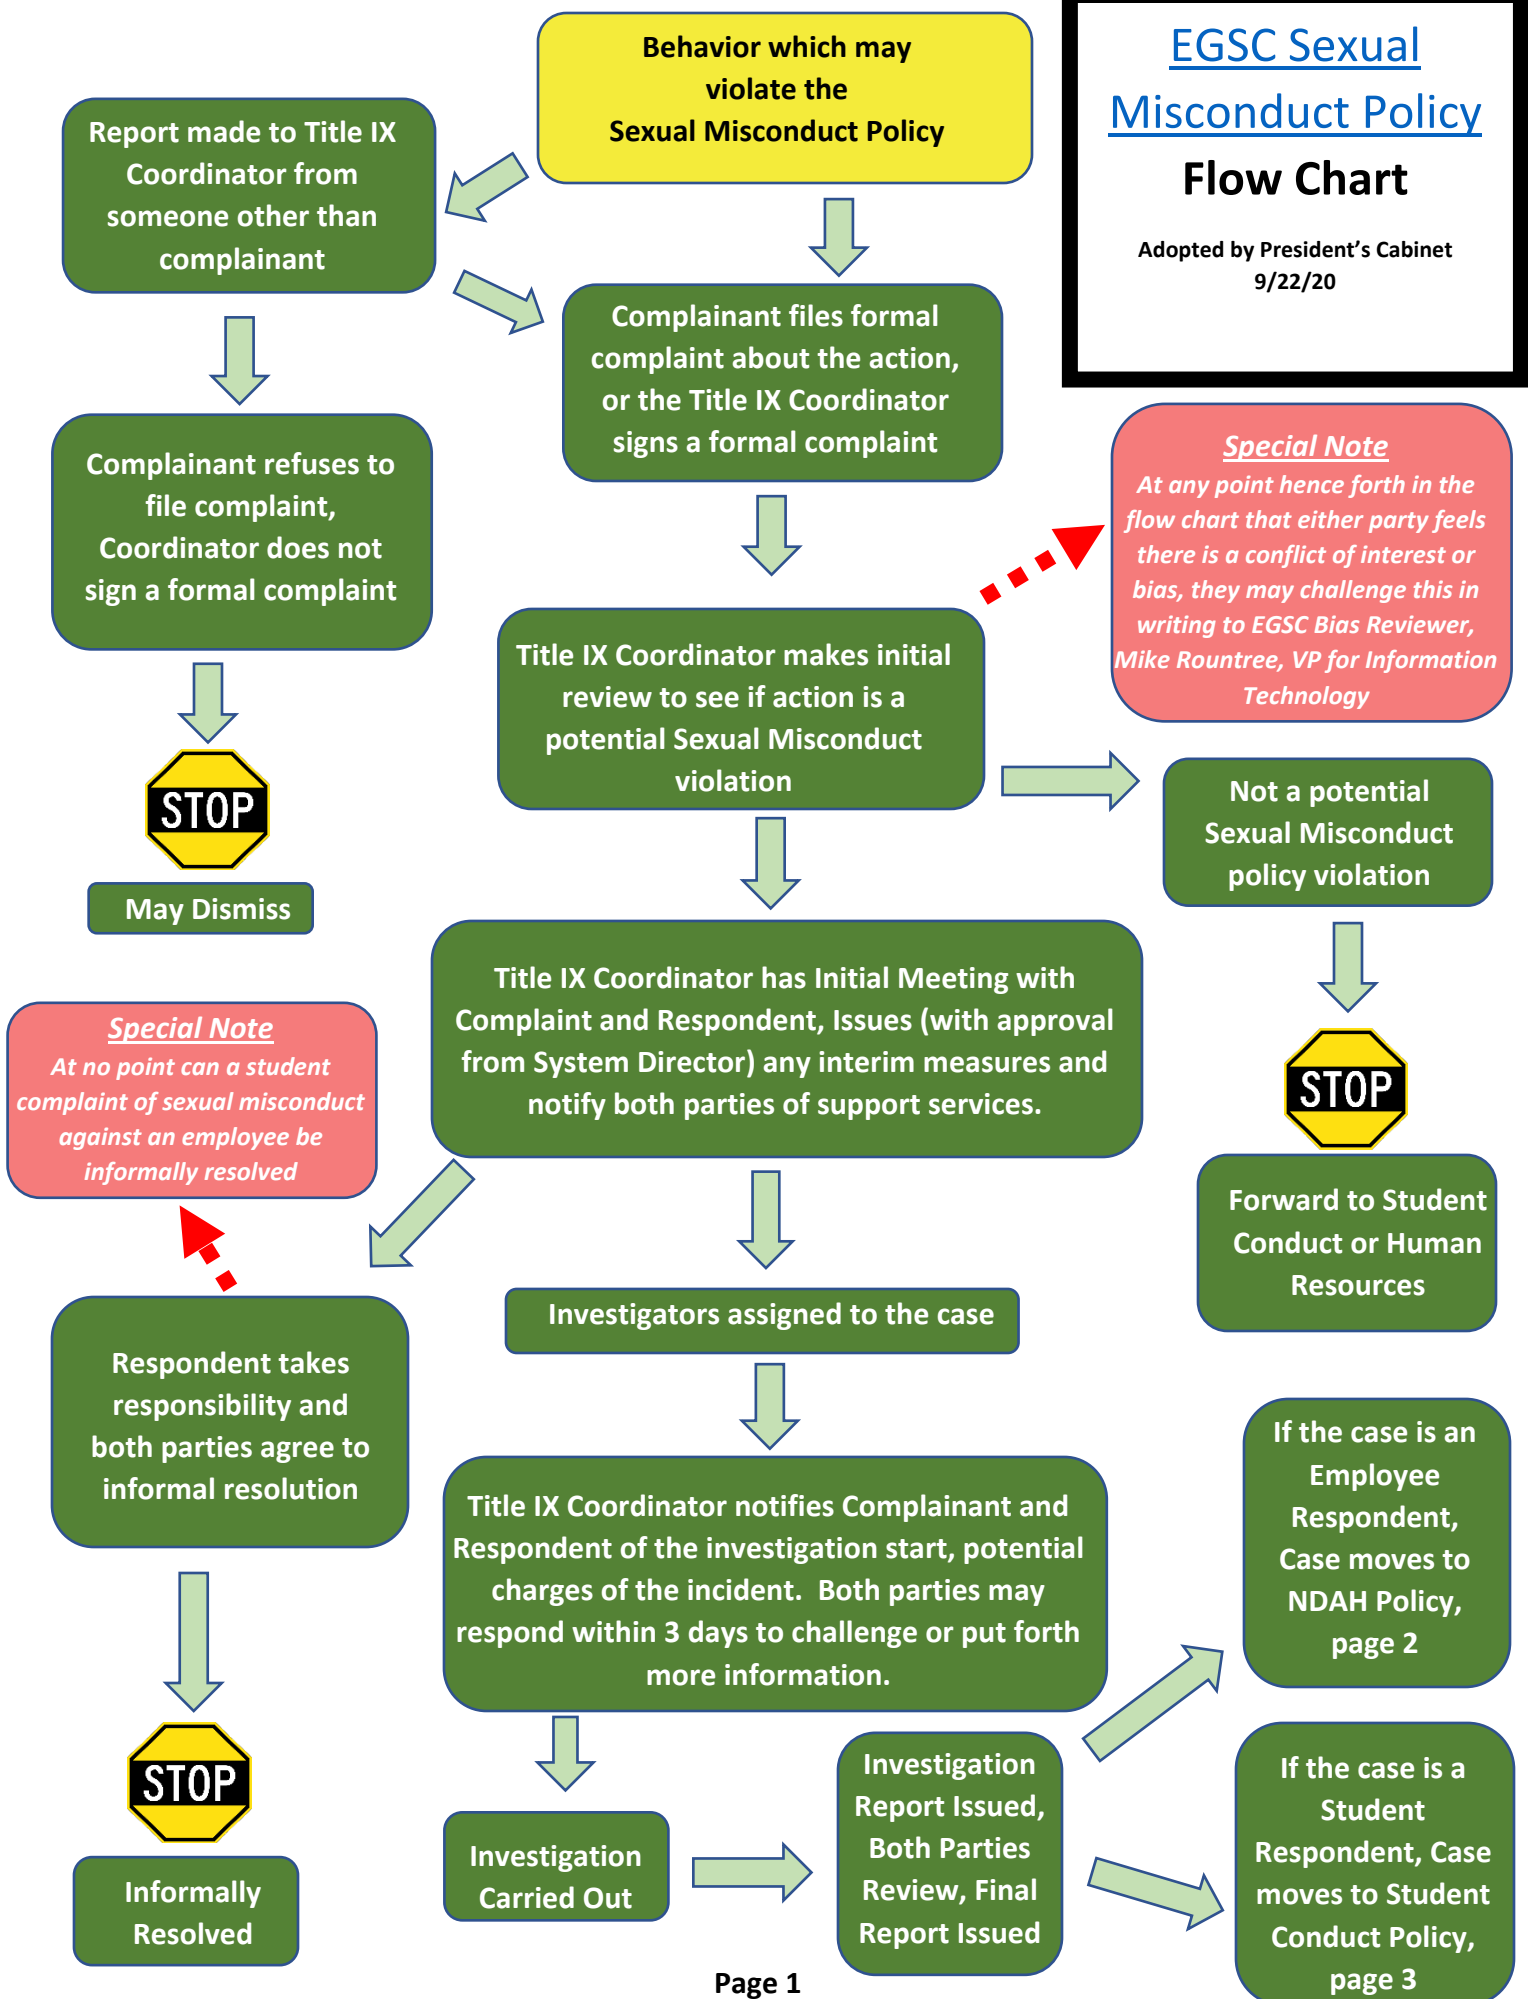 Behavior which may
violate the
Sexual Misconduct Policy
EGSC Sexual
Misconduct Policy
Flow Chart
Adopted by President’s Cabinet
9/22/20
Report made to Title IX
Coordinator from
someone other than
complainant
Complainant files formal
complaint about the action,
or the Title IX Coordinator
signs a formal complaint
Complainant refuses to
file complaint,
Coordinator does not
sign a formal complaint
Special Note
At any point hence forth in the
flow chart that either party feels
there is a conflict of interest or
bias, they may challenge this in
writing to EGSC Bias Reviewer,
Mike Rountree, VP for Information
Technology
Title IX Coordinator makes initial
review to see if action is a
potential Sexual Misconduct
violation
STOP
May Dismiss
Not a potential
Sexual Misconduct
policy violation
Title IX Coordinator has Initial Meeting with
Complaint and Respondent, Issues (with approval
from System Director) any interim measures and
notify both parties of support services.
Special Note
At no point can a student
complaint of sexual misconduct
against an employee be
informally resolved
STOP
Forward to Student
Conduct or Human
Resources
Investigators assigned to the case
Respondent takes
responsibility and
both parties agree to
informal resolution
Title IX Coordinator notifies Complainant and
Respondent of the investigation start, potential
charges of the incident.  Both parties may
respond within 3 days to challenge or put forth
more information.
If the case is an
Employee
Respondent,
Case moves to
NDAH Policy,
page 2
STOP
Informally
Resolved
Investigation
Carried Out
Investigation
Report Issued,
Both Parties
Review, Final
Report Issued
If the case is a
Student
Respondent, Case
moves to Student
Conduct Policy,
page 3
Page 1